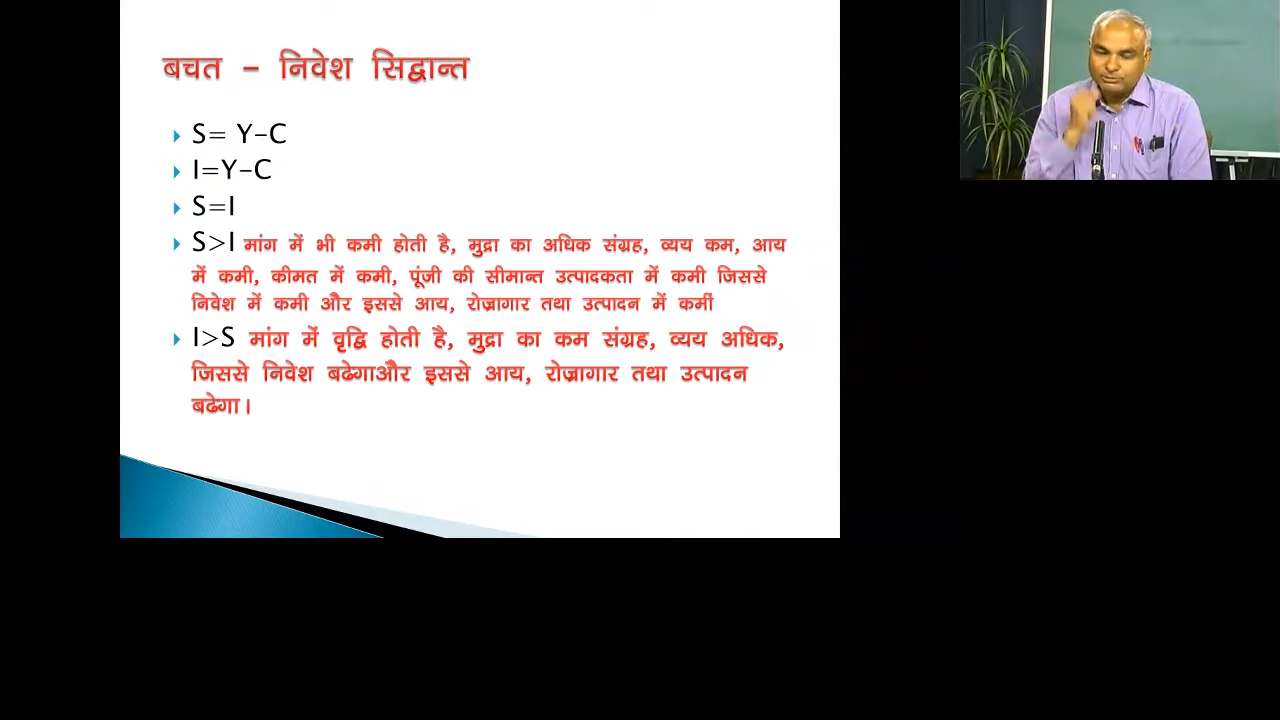 बचत – निवेश सिद्वान्त
S= Y-C
I=Y-C
S=I
S>I मांग में भी कमी होती है, मुद्रा का अधिक संग्रह, व्यय कम, आय
में कमी, कीमत में कमी, पूंजी की सीमान्त उत्पादकता में कमी जिससे
निवेश में कमी और इससे आय, रोज़गार तथा उत्पादन में कमीं
I>S मांग में वृद्वि होती है, मुद्रा का कम संग्रह, व्यय अधिक,
जिससे निवेश बढेगाऔर इससे आय, रोज़गार तथा उत्पादन
बढेगा।